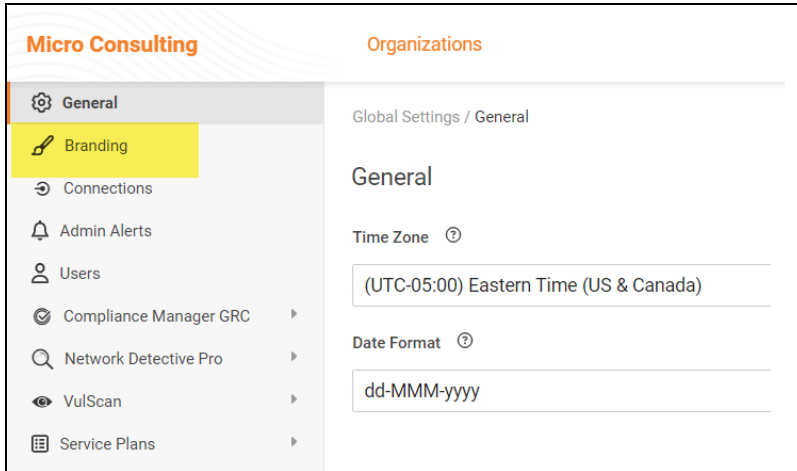 Micro Consulting
Organizations
General
Branding
Connections
Admin Alerts
Users
Compliance Manager GRC
Network Detective Pro
VulScan
Service Plans
Global Settings / General
General
Time Zone ?
(UTC-05:00) Eastern Time (US & Canada)
Date Format ?
dd-MMM-yyyy